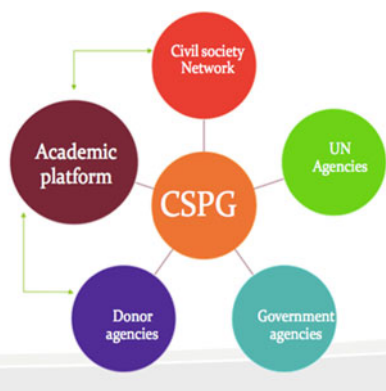 Civil society
Network
Academic
platform
UN
Agencies
CSPG
Donor
agencies
Government
agencies